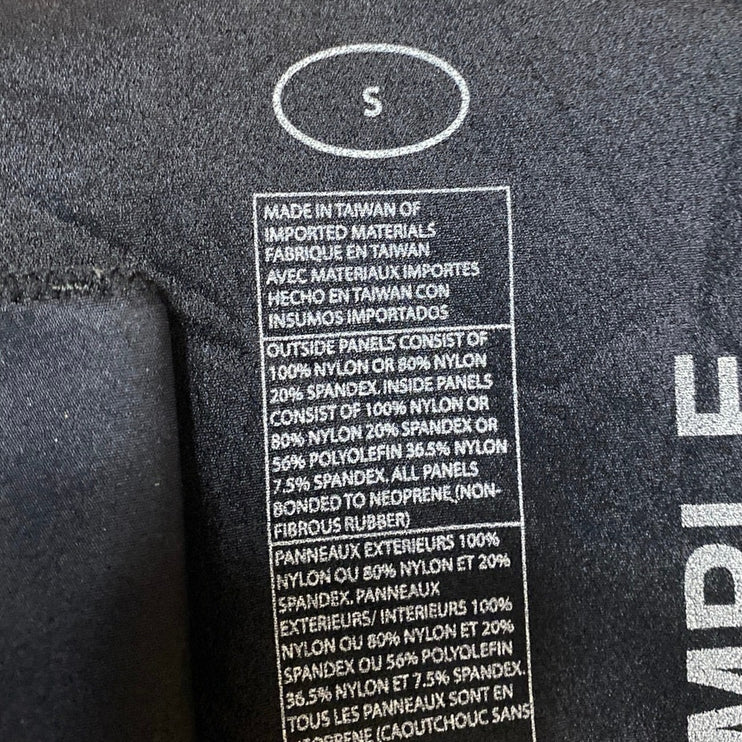 S
MADE IN TAIWAN OF
IMPORTED MATERIALS
FABRIQUE EN TAIWAN
AVEC MATERIAUX IMPORTES
HECHO EN TAIWAN CON
INSUMOS IMPORTADOS
OUTSIDE PANELS CONSIST OF
100% NYLON OR 80% NYLON
20% SPANDEX, INSIDE PANELS
CONSIST OF 100% NYLON OR
80% NYLON 20% SPANDEX OR
56% POLYOLEFIN 36.5% NYLON
7.5% SPANDEX. ALL PANELS
BONDED TO NEOPRENE,(NON-
FIBROUS RUBBER)
PANNEAUX EXTERIEURS 100%
NYLON OU 80% NYLON ET 20%
SPANDEX. PANNEAUX
EXTERIEURS/ INTERIEURS 100%
NYLON OU 80% NYLON ET 20%
SPANDEX OU 56% POLYOLEFIN
36.5% NYLON ET 7.5% SPANDEX.
TOUS LES PANNEAUX SONT EN
(CAOUTCHOUC SANS
MPLE